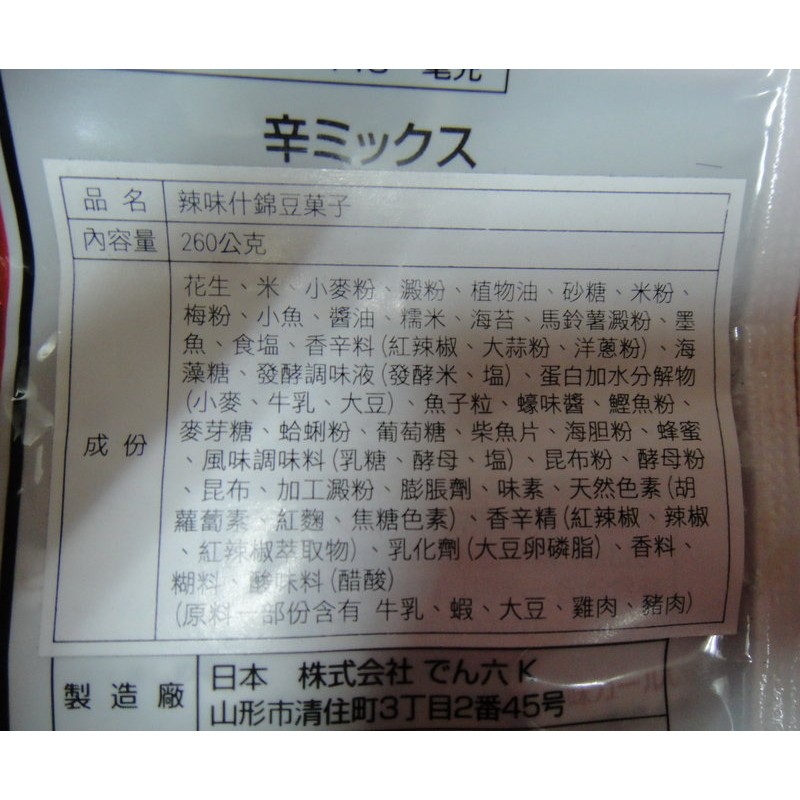 毫克
辛ミックス
品名 辣味什錦豆菓子
內容量 260公克
成份
花生、米、小麥粉、澱粉、植物油、砂糖、米粉、
梅粉、小魚、醬油、糯米、海苔、馬鈴薯澱粉、墨
魚、食塩、香辛料(紅辣椒、大蒜粉、洋蔥粉)、海
藻糖、發酵調味液(發酵米、塩)、蛋白加水分解物
(小麥、牛乳、大豆)、魚子粒、蠔味醬、鰹魚粉、
麥芽糖、蛤蜊粉、葡萄糖、柴魚片、海胆粉、蜂蜜
、風味調味料(乳糖、酵母、塩)、昆布粉、酵母粉
、昆布、加工澱粉、膨脹劑、味素、天然色素(胡
蘿蔔素、紅麴、焦糖色素)、香辛精(紅辣椒、辣椒
、紅辣椒萃取物)、乳化劑(大豆卵磷脂)、香料、
糊料、酸味料(醋酸)
(原料一部份含有 牛乳、蝦、大豆、雞肉、豬肉)
製造廠
日本 株式会社 でん六 K
山形市清住町3丁目2番45号